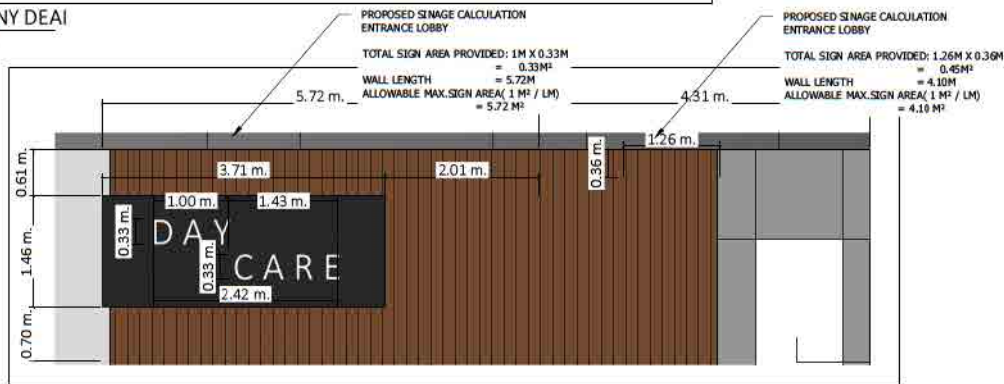 NY DEAI
PROPOSED SINAGE CALCULATION
ENTRANCE LOBBY
TOTAL SIGN AREA PROVIDED: 1M X 0.33M
= 0.33M²
WALL LENGTH = 5.72M
ALLOWABLE MAX.SIGN AREA( 1 M² / LM)
= 5.72 M²
PROPOSED SINAGE CALCULATION
ENTRANCE LOBBY
TOTAL SIGN AREA PROVIDED: 1.26M X 0.36M
= 0.45M²
WALL LENGTH = 4.10M
ALLOWABLE MAX.SIGN AREA( 1 M² / LM)
= 4.10 M²
5.72 m.
4.31 m.
0.61 m.
3.71 m.
2.01 m.
0.36 m.
1.26 m.
1.46 m.
1.00 m.
1.43 m.
0.33 m.
DAY
0.33 m.
CARE
2.42 m.
0.70 m.